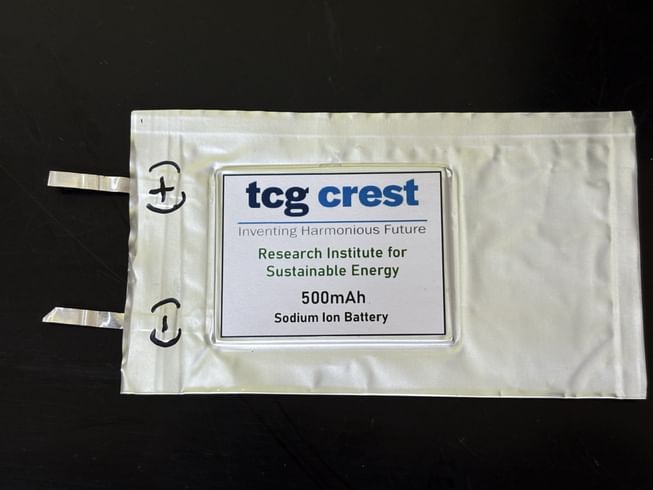 (+)
(-)
tcg crest
Inventing Harmonious Future
Research Institute for
Sustainable Energy
500mAh
Sodium Ion Battery